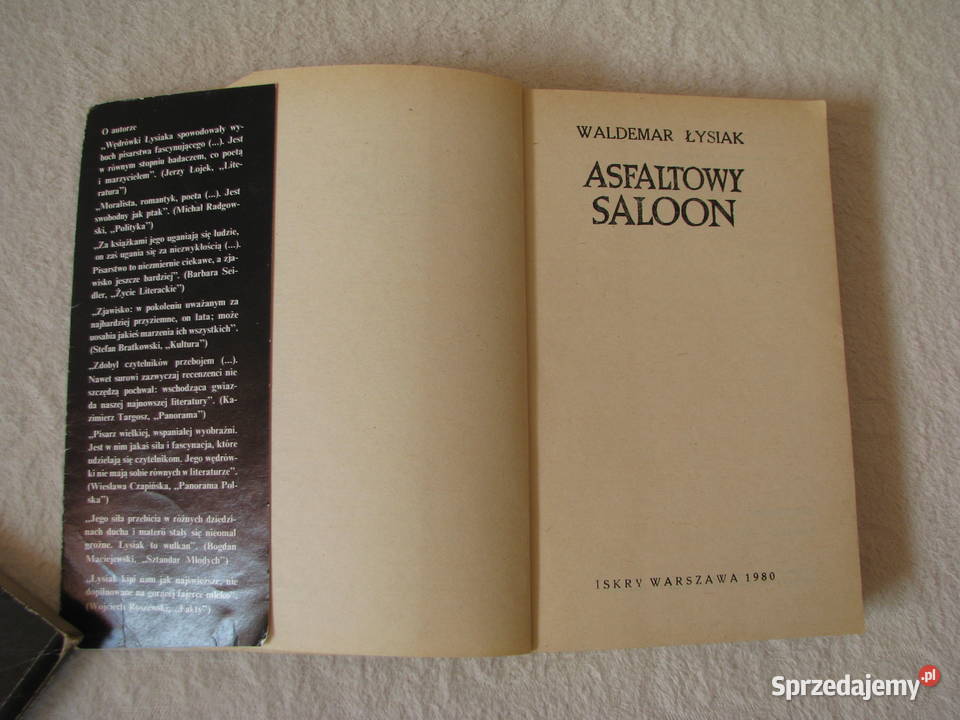 O autorze
„Wędrówki Łysiaka spowodowały wy-
buch pisarstwa fascynującego (...). Jest
w równym stopniu badaczem, co poetą
i marzycielem”. (Jerzy Łojek, „Lite-
ratura”)
„Moralista, romantyk, poeta (...). Jest
swobodny jak ptak”. (Michał Radgow-
ski, „Polityka”)
„Za książkami jego uganiają się ludzie,
on zaś ugania się za niezwykłością (...).
Pisarstwo to niezmiernie ciekawe, a zja-
wisko jeszcze bardziej”. (Barbara Sei-
dler, „Życie Literackie”)
„Zjawisko: w pokoleniu uważanym za
najbardziej przyziemne, on lata; może
uosabia jakieś marzenia ich wszystkich”.
(Stefan Bratkowski, „Kultura”)
„Zdobył czytelników przebojem (...).
Nawet surowi zazwyczaj recenzenci nie
szczędzą pochwał: wschodząca gwiaz-
da naszej najnowszej literatury”. (Ka-
zimierz Targosz, „Panorama”)
„Pisarz wielkiej, wspaniałej wyobraźni.
Jest w nim jakaś siła i fascynacja, które
udzielają się czytelnikom. Jego wędrów-
ki nie mają sobie równych w literaturze”.
(Wiesława Czapińska, „Panorama Pol-
ska”)
„Jego siła przebicia w różnych dziedzi-
nach ducha i materii stały się nieomal
groźne. Łysiak to wulkan”. (Bogdan
Maciejewski, „Sztandar Młodych”)
„Łysiak kipi nam jak najświeższe, nie
dopilnowane na gorącej fajerce mleko”.
(Wojciech Roszewski, „Fakty”)
WALDEMAR ŁYSIAK
ASFALTOWY
SALOON
ISKRY WARSZAWA 1980
Sprzedajemy.pl